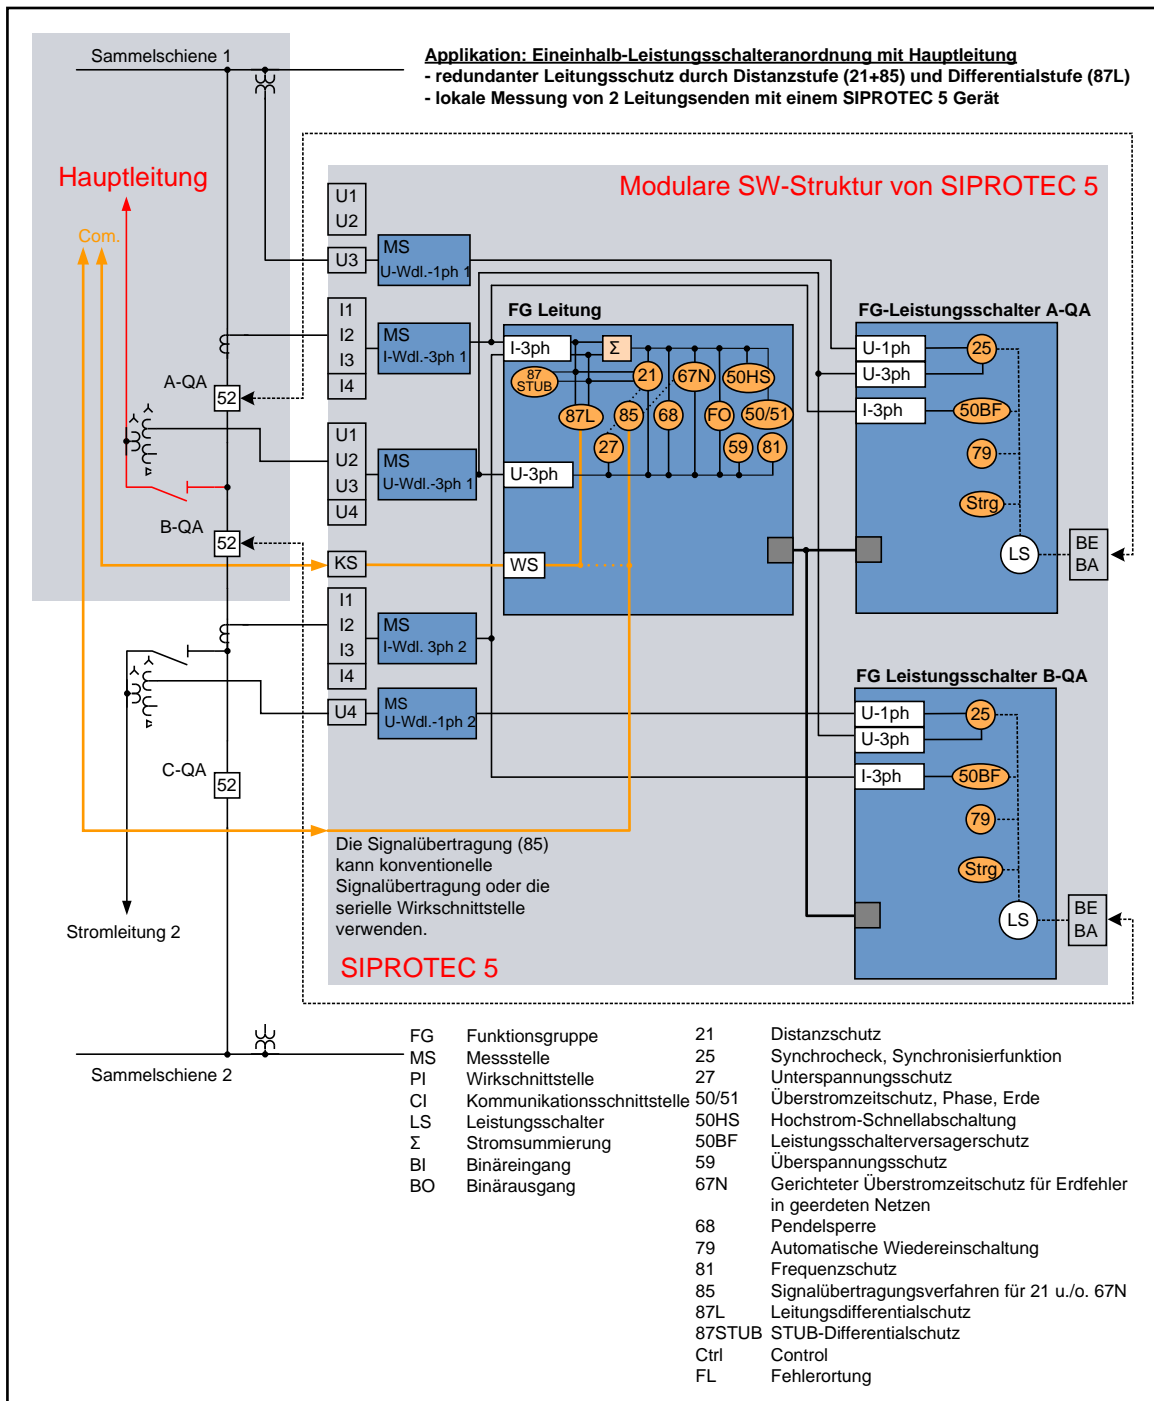 Sammelschiene 1
Applikation: Eineinhalb-Leistungsschalteranordnung mit Hauptleitung
- redundanter Leitungsschutz durch Distanzstufe (21+85) und Differentialstufe (87L)
- lokale Messung von 2 Leitungsenden mit einem SIPROTEC 5 Gerät
Hauptleitung
Com.
Modulare SW-Struktur von SIPROTEC 5
A-QA
52
B-QA
52
C-QA
52
Stromleitung 2
Sammelschiene 2
U1
U2
U3
MS
U-Wdl.-1ph 1
I1
I2
I3
I4
MS
I-Wdl.-3ph 1
U1
U2
U3
U4
MS
U-Wdl.-3ph 1
KS
I1
I2
I3
I4
MS
I-Wdl. 3ph 2
U4
MS
U-Wdl.-1ph 2
FG Leitung
I-3ph
Σ
87
STUB
21
67N
50HS
87L
85
68
FO
50/51
27
59
81
U-3ph
WS
FG-Leistungsschalter A-QA
U-1ph
25
U-3ph
I-3ph
50BF
79
Strg
LS
BE
BA
FG Leistungsschalter B-QA
U-1ph
25
U-3ph
I-3ph
50BF
79
Strg
LS
BE
BA
Die Signalübertragung (85)
kann konventionelle
Signalübertragung oder die
serielle Wirkschnittstelle
verwenden.
SIPROTEC 5
FG Funktionsgruppe
MS Messstelle
PI Wirkschnittstelle
CI Kommunikationsschnittstelle
LS Leistungsschalter
Σ Stromsummierung
BI Binäreingang
BO Binärausgang
21 Distanzschutz
25 Synchrocheck, Synchronisierfunktion
27 Unterspannungsschutz
50/51 Überstromzeitschutz, Phase, Erde
50HS Hochstrom-Schnellabschaltung
50BF Leistungsschalterversagerschutz
59 Überspannungsschutz
67N Gerichteter Überstromzeitschutz für Erdfehler
in geerdeten Netzen
68 Pendelsperre
79 Automatische Wiedereinschaltung
81 Frequenzschutz
85 Signalübertragungsverfahren für 21 u./o. 67N
87L Leitungsdifferentialschutz
87STUB STUB-Differentialschutz
Ctrl Control
FL Fehlerortung